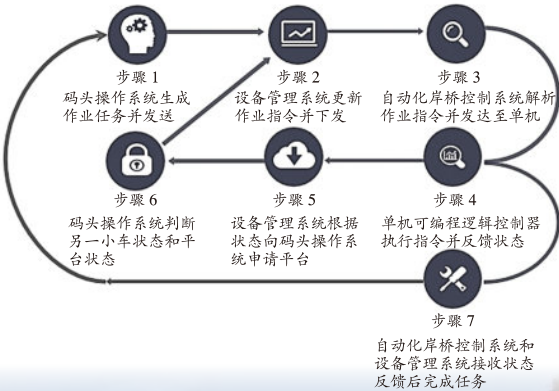 步骤 1
码头操作系统生成
作业任务并发送
步骤 2
设备管理系统更新
作业指令并下发
步骤 3
自动化岸桥控制系统解析
作业指令并发达至单机
步骤 6
码头操作系统判断
另一小车状态和平
台状态
步骤 5
设备管理系统根据
状态向码头操作系
统申请平台
步骤 4
单机可编程逻辑控制器
执行指令并反馈状态
步骤 7
自动化岸桥控制系统和
设备管理系统接收状态
反馈后完成任务